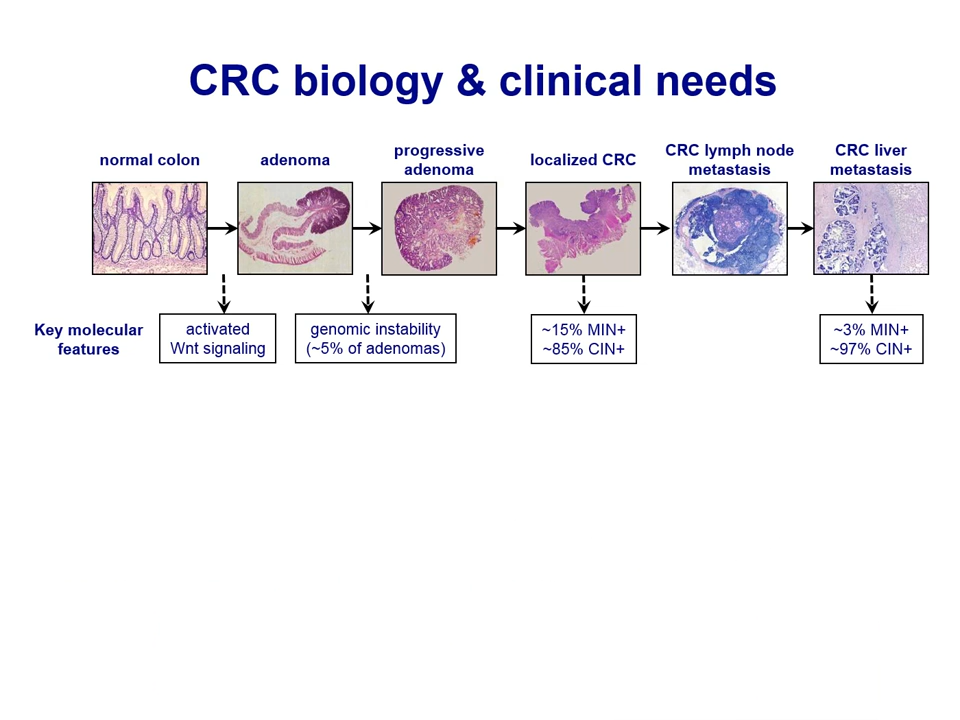 CRC biology & clinical needs
normal colon
adenoma
progressive
adenoma
localized CRC
CRC lymph node
metastasis
CRC liver
metastasis
Key molecular
features
activated
Wnt signaling
genomic instability
(~5% of adenomas)
~15% MIN+
~85% CIN+
~3% MIN+
~97% CIN+